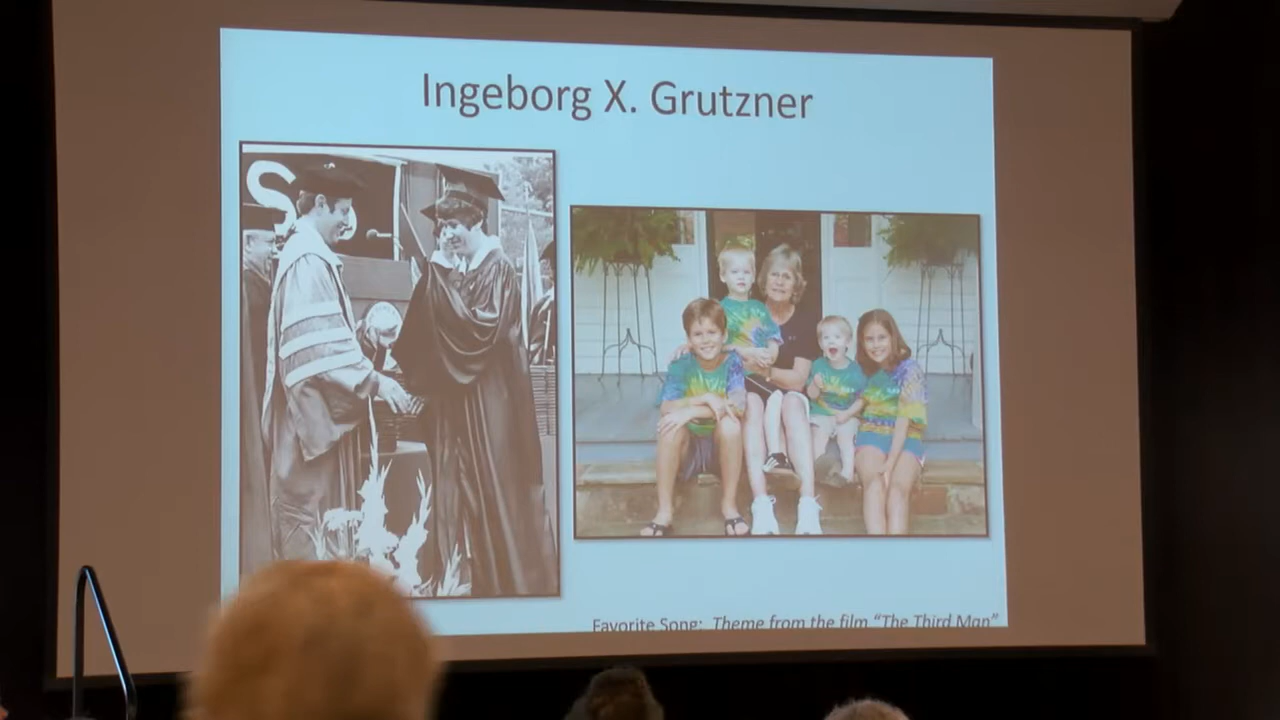 Ingeborg X. Grutzner
Favorite Song: Theme from the film “The Third Man”